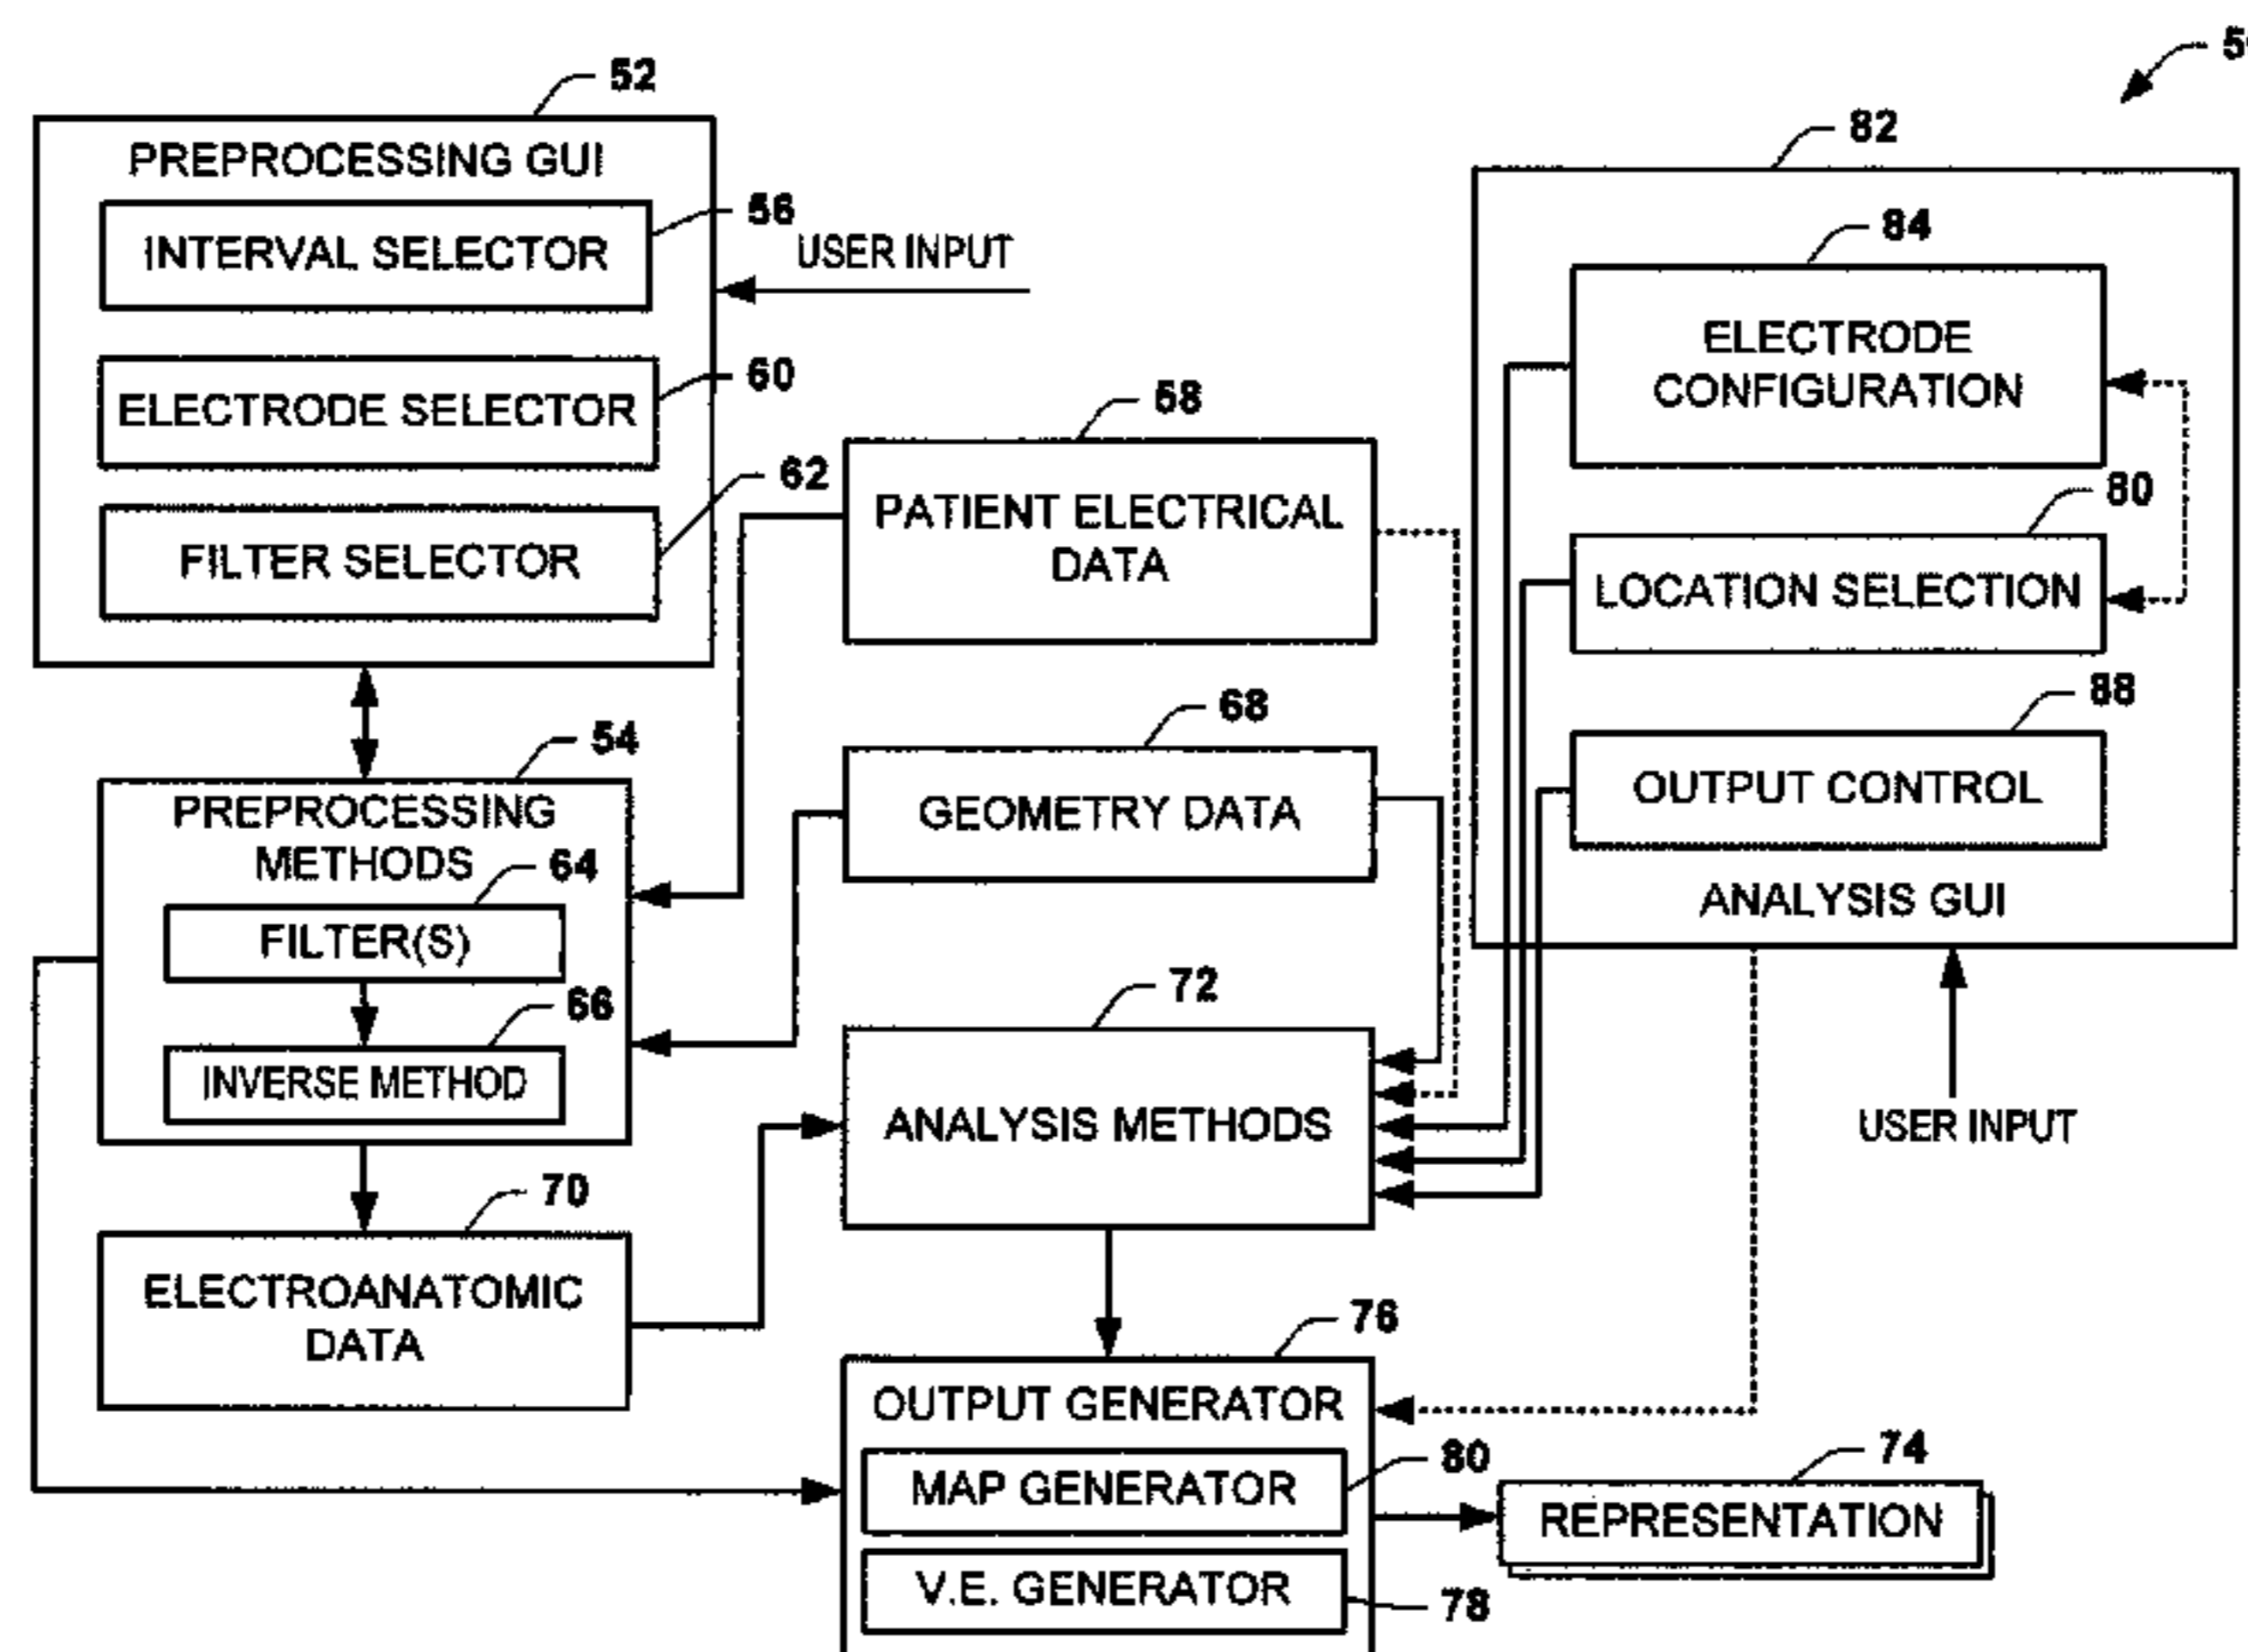 5
52
PREPROCESSING GUI
56
INTERVAL SELECTOR
USER INPUT
60
ELECTRODE SELECTOR
62
FILTER SELECTOR
58
PATIENT ELECTRICAL
DATA
82
84
ELECTRODE
CONFIGURATION
80
LOCATION SELECTION
88
OUTPUT CONTROL
ANALYSIS GUI
USER INPUT
54
PREPROCESSING
METHODS
64
FILTER(S)
66
INVERSE METHOD
68
GEOMETRY DATA
72
ANALYSIS METHODS
70
ELECTROANATOMIC
DATA
76
OUTPUT GENERATOR
80
MAP GENERATOR
V.E. GENERATOR
78
74
REPRESENTATION